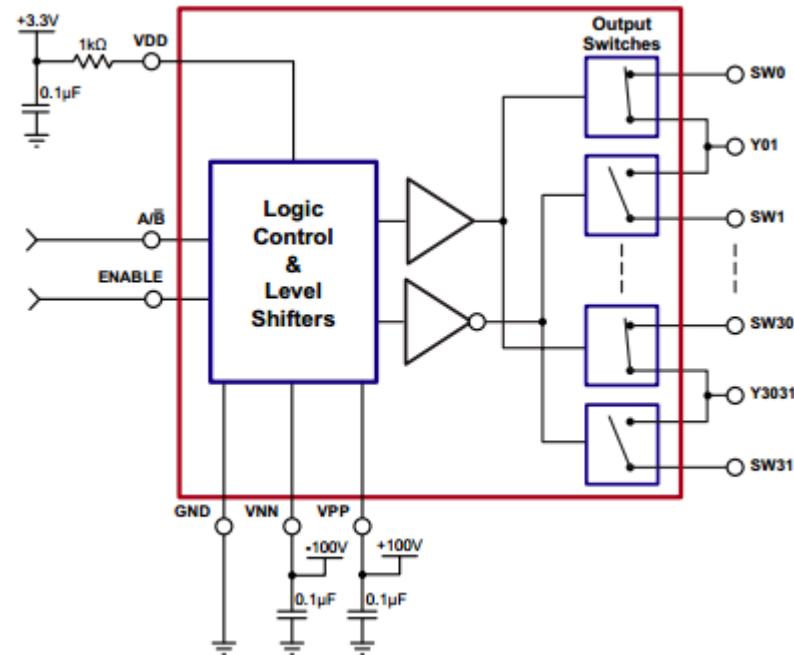 +3.3V
1kΩ
VDD
0.1µF
Output
Switches
SW0
Y01
SW1
A/B̅
ENABLE
Logic
Control
&
Level
Shifters
SW30
Y3031
SW31
GND
VNN
VPP
-100V
+100V
0.1µF
0.1µF